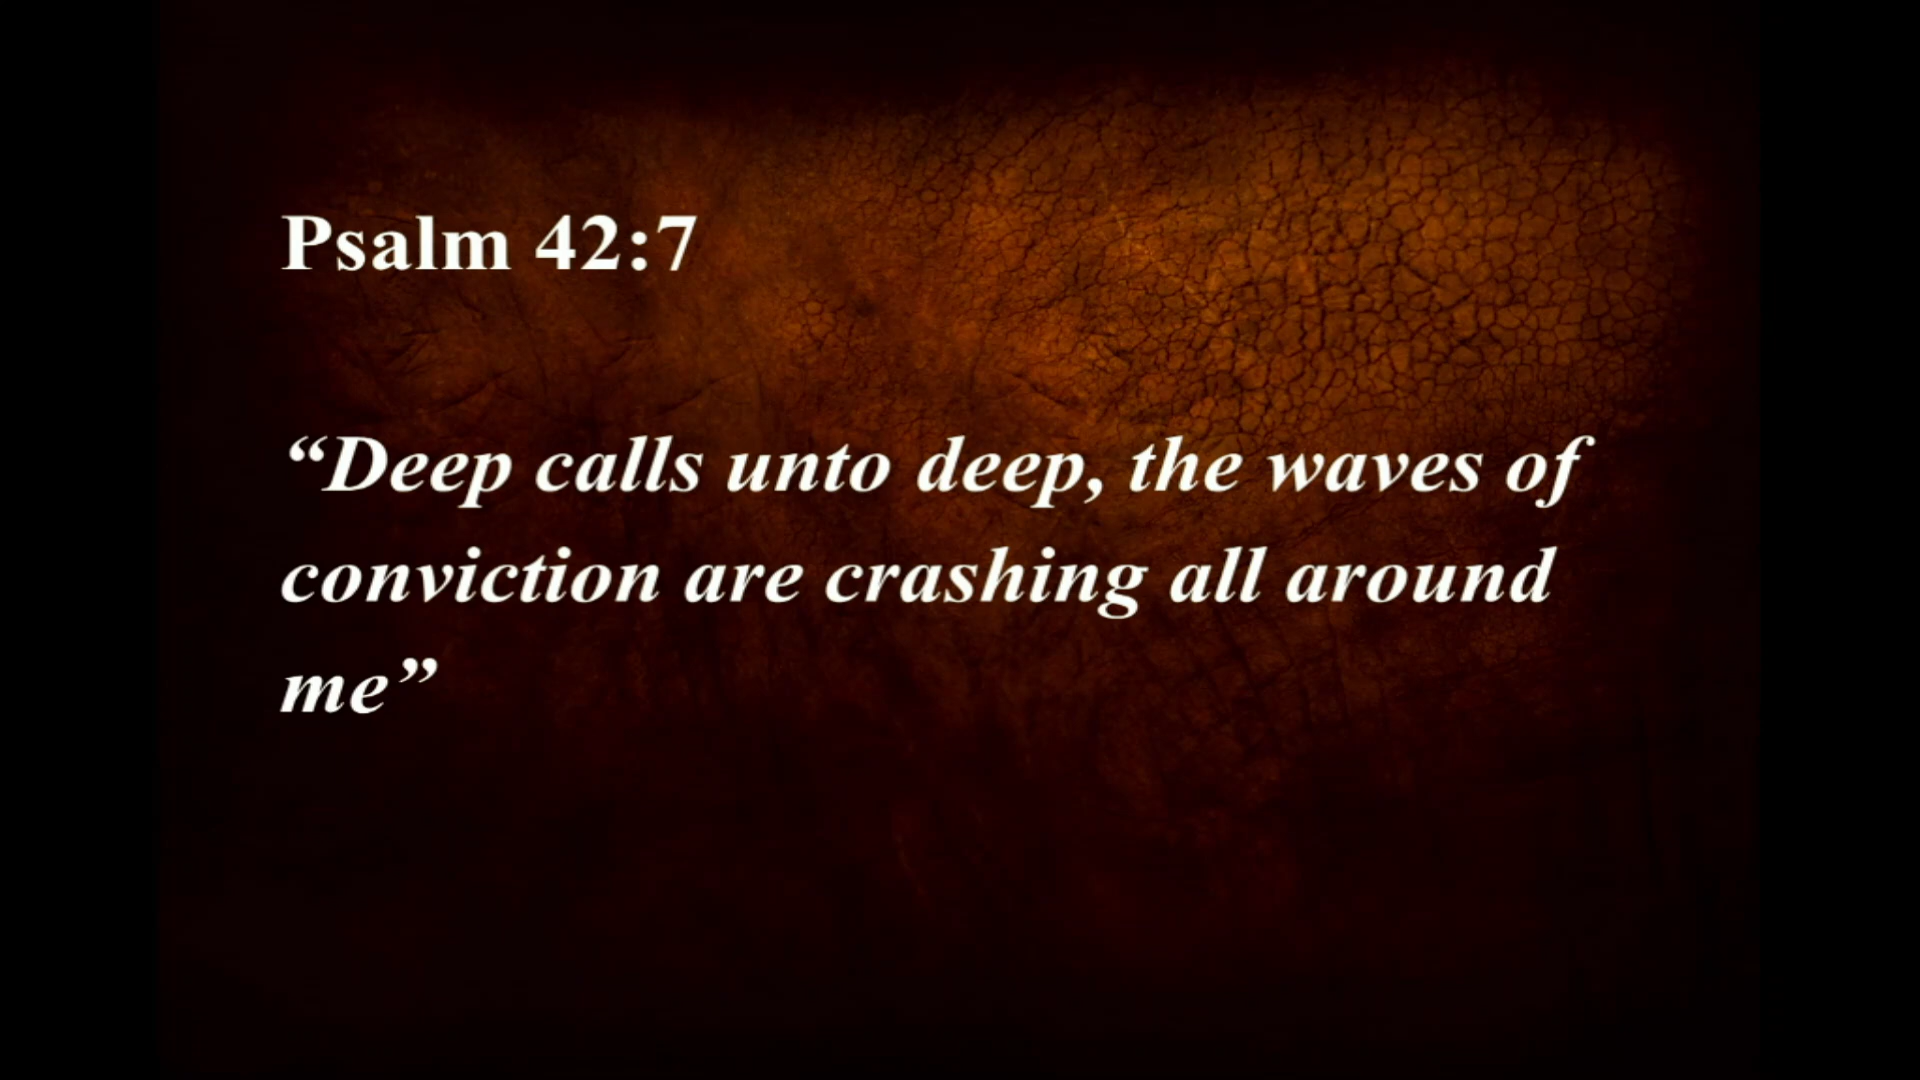 Psalm 42:7
“Deep calls unto deep, the waves of
conviction are crashing all around
me”